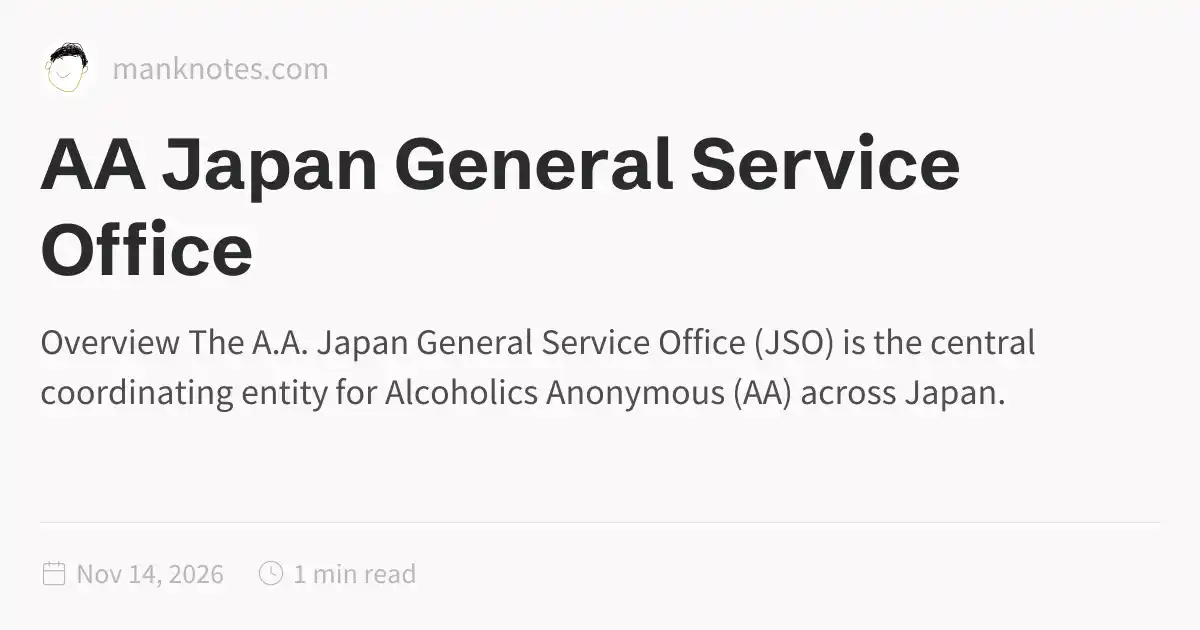 manknotes.com
AA Japan General Service
Office
Overview The A.A. Japan General Service Office (JSO) is the central
coordinating entity for Alcoholics Anonymous (AA) across Japan.
Nov 14, 2026 1 min read